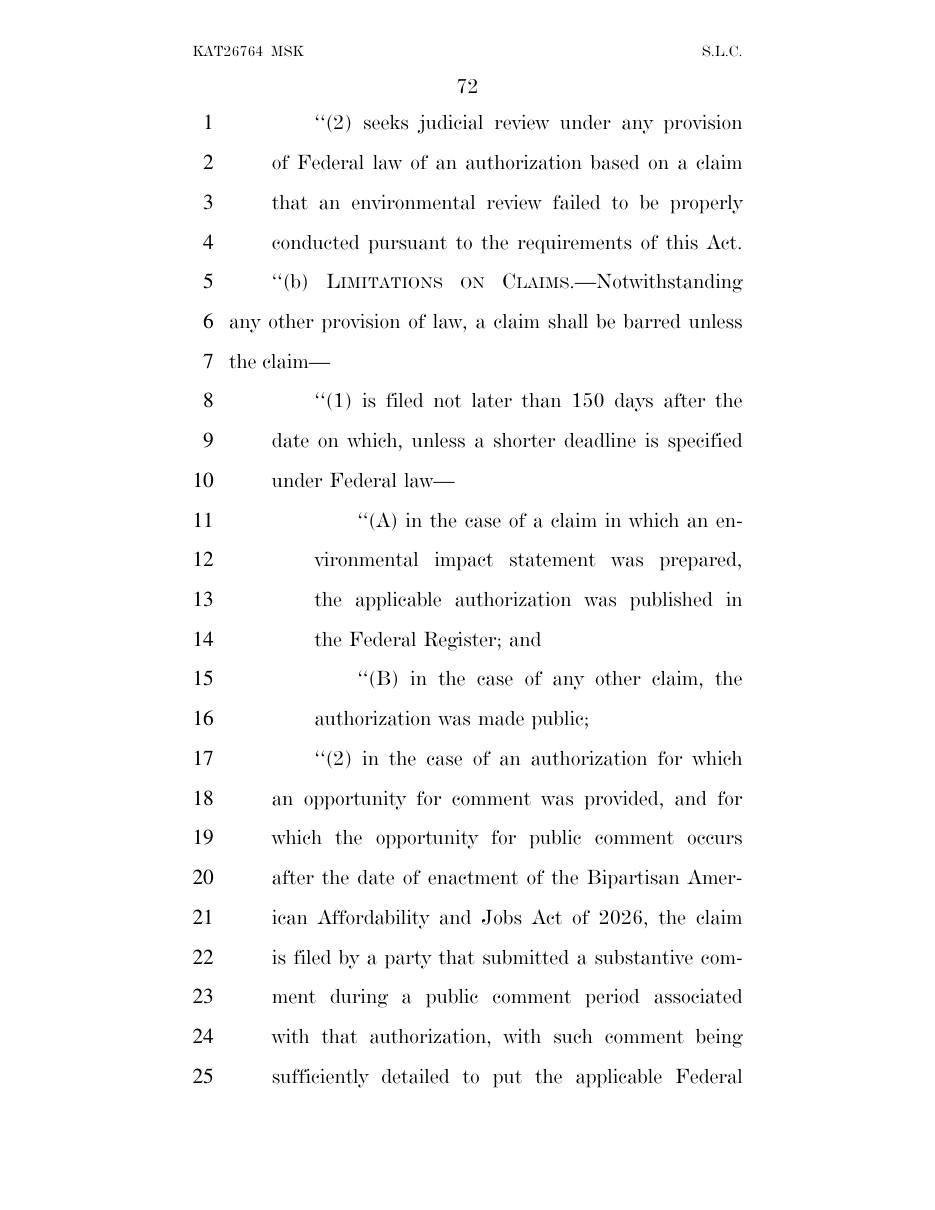 KAT26764 MSK S.L.C.
72
1 ‘‘(2) seeks judicial review under any provision
2 of Federal law of an authorization based on a claim
3 that an environmental review failed to be properly
4 conducted pursuant to the requirements of this Act.
5 ‘‘(b) LIMITATIONS ON CLAIMS.—Notwithstanding
6 any other provision of law, a claim shall be barred unless
7 the claim—
8 ‘‘(1) is filed not later than 150 days after the
9 date on which, unless a shorter deadline is specified
10 under Federal law—
11 ‘‘(A) in the case of a claim in which an en-
12 vironmental impact statement was prepared,
13 the applicable authorization was published in
14 the Federal Register; and
15 ‘‘(B) in the case of any other claim, the
16 authorization was made public;
17 ‘‘(2) in the case of an authorization for which
18 an opportunity for comment was provided, and for
19 which the opportunity for public comment occurs
20 after the date of enactment of the Bipartisan Amer-
21 ican Affordability and Jobs Act of 2026, the claim
22 is filed by a party that submitted a substantive com-
23 ment during a public comment period associated
24 with that authorization, with such comment being
25 sufficiently detailed to put the applicable Federal